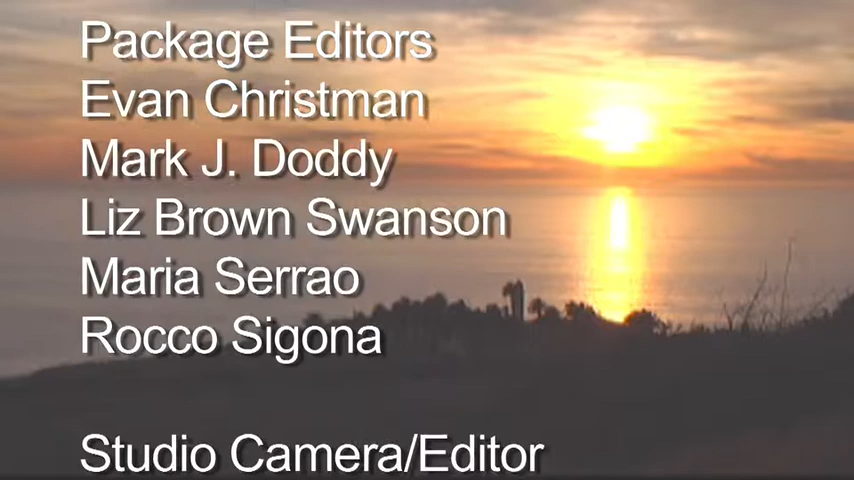 Package Editors
Evan Christman
Mark J. Doddy
Liz Brown Swanson
Maria Serrao
Rocco Sigona
Studio Camera/Editor